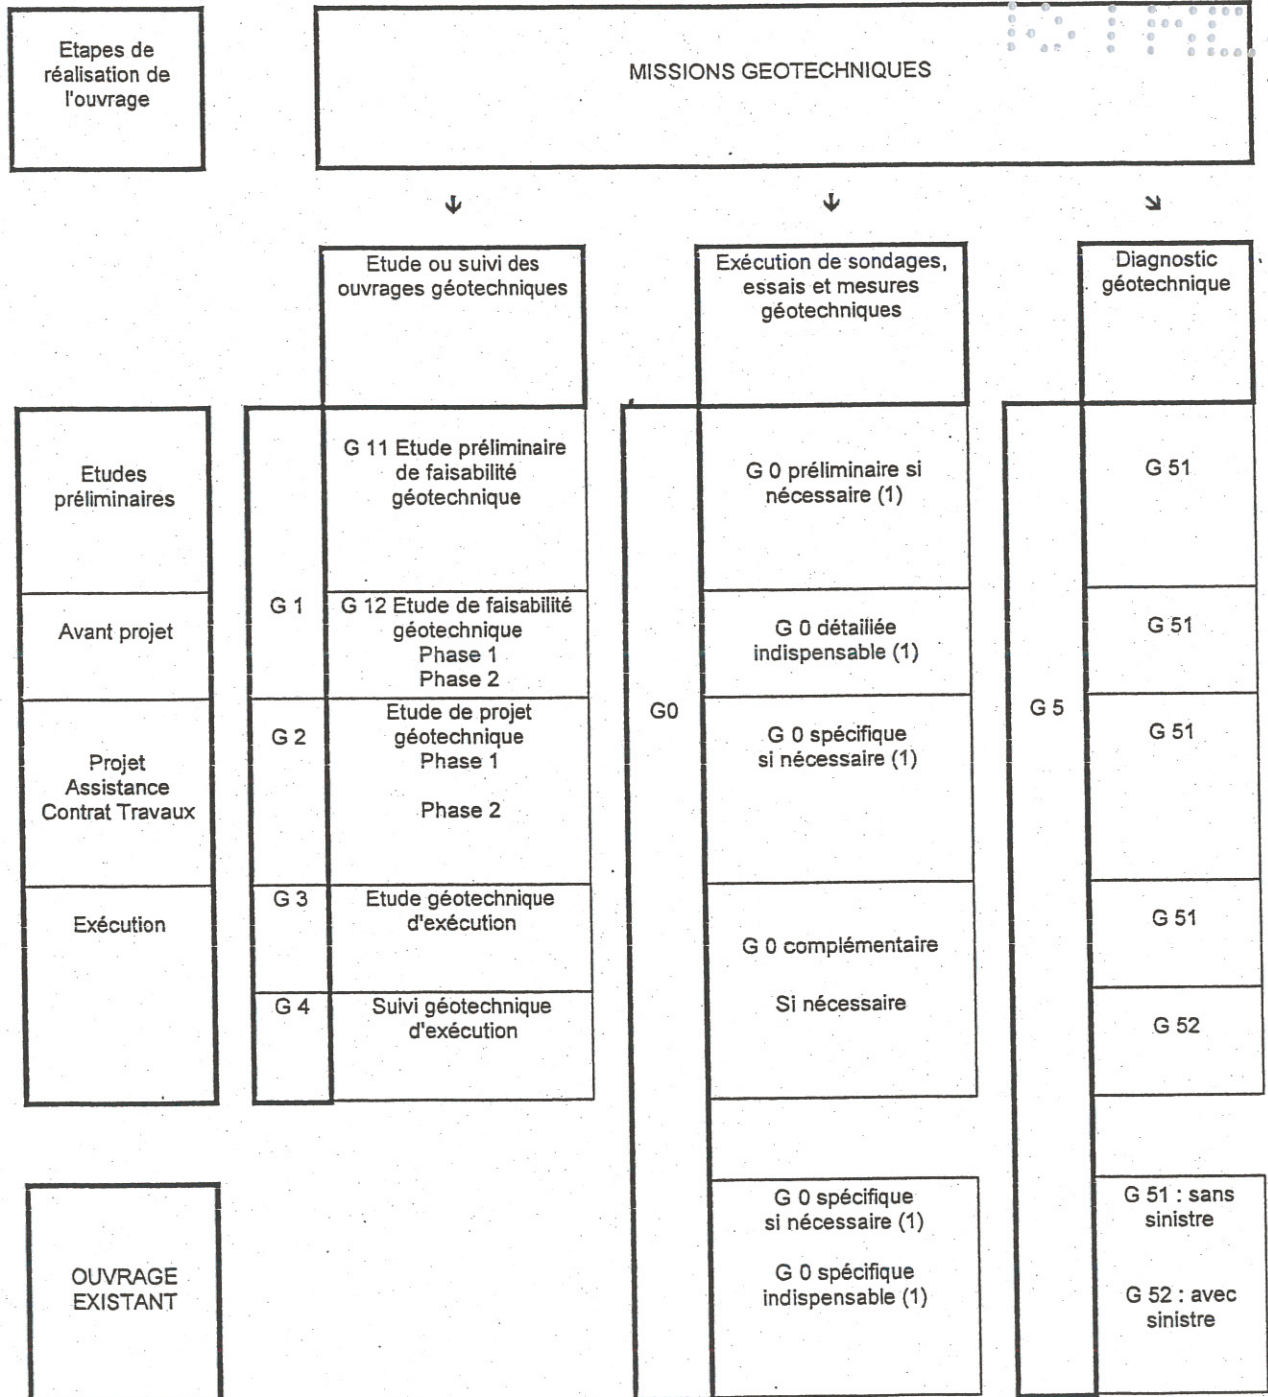 Etapes de
réalisation de
l'ouvrage
MISSIONS GEOTECHNIQUES
Etude ou suivi des
ouvrages géotechniques
Exécution de sondages,
essais et mesures
géotechniques
Diagnostic
géotechnique
Etudes
préliminaires
G 11 Etude préliminaire
de faisabilité
géotechnique
G 0 préliminaire si
nécessaire (1)
G 51
Avant projet
G 1
G 12 Etude de faisabilité
géotechnique
Phase 1
Phase 2
G 0 détaillée
indispensable (1)
G 51
Projet
Assistance
Contrat Travaux
G 2
Etude de projet
géotechnique
Phase 1
Phase 2
G0
G 0 spécifique
si nécessaire (1)
G 5
G 51
Exécution
G 3
Etude géotechnique
d'exécution
G 0 complémentaire
Si nécessaire
G 51
G 4
Suivi géotechnique
d'exécution
G 52
OUVRAGE
EXISTANT
G 0 spécifique
si nécessaire (1)
G 0 spécifique
indispensable (1)
G 51 : sans
sinistre
G 52 : avec
sinistre